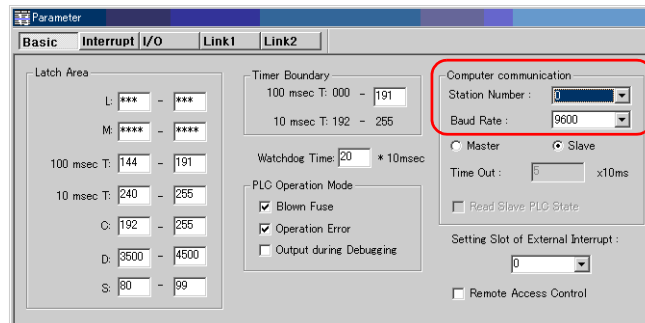 Parameter
Basic Interrupt I/O Link1 Link2
Latch Area
L: *** - ***
M: **** - ****
100 msec T: 144 - 191
10 msec T: 240 - 255
C: 192 - 255
D: 3500 - 4500
S: 80 - 99
Timer Boundary
100 msec T: 000 - 191
10 msec T: 192 - 255
Watchdog Time: 20 * 10msec
PLC Operation Mode
Blown Fuse
Operation Error
Output during Debugging
Computer communication
Station Number : 0
Baud Rate : 9600
Master Slave
Time Out : 5 x10ms
Read Slave PLC State
Setting Slot of External Interrupt :
0
Remote Access Control